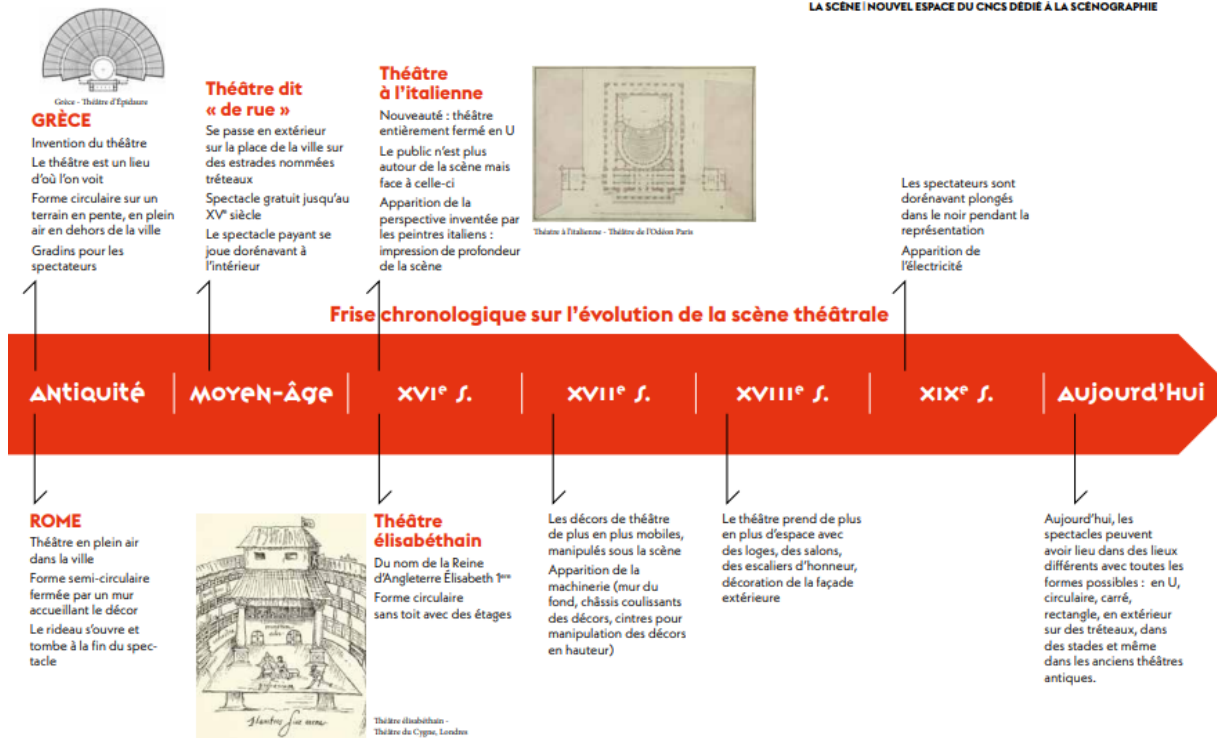 LA SCÈNE | NOUVEL ESPACE DU CNCS DÉDIÉ À LA SCÉNOGRAPHIE
Grèce - Théâtre d'Épidaure
GRÈCE
Invention du théâtre
Le théâtre est un lieu
d'où l'on voit
Forme circulaire sur un
terrain en pente, en plein
air en dehors de la ville
Gradins pour les
spectateurs
Théâtre dit
« de rue »
Se passe en extérieur
sur la place de la ville sur
des estrades nommées
tréteaux
Spectacle gratuit jusqu'au
XVe siècle
Le spectacle payant se
joue dorénavant à
l'intérieur
Théâtre
à l'italienne
Nouveauté : théâtre
entièrement fermé en U
Le public n'est plus
autour de la scène mais
face à celle-ci
Apparition de la
perspective inventée par
les peintres italiens :
impression de profondeur
de la scène
Théatre à l'italienne - Théâtre de l'Odéon Paris
Les spectateurs sont
dorénavant plongés
dans le noir pendant la
représentation
Apparition de
l'électricité
Frise chronologique sur l'évolution de la scène théâtrale
Antiquité
Moyen-Âge
XVIe s.
XVIIe s.
XVIIIe s.
XIXe s.
Aujourd'hui
ROME
Théâtre en plein air
dans la ville
Forme semi-circulaire
fermée par un mur
accueillant le décor
Le rideau s'ouvre et
tombe à la fin du spec-
tacle
Théâtre
élisabéthain
Du nom de la Reine
d'Angleterre Élisabeth 1ere
Forme circulaire
sans toit avec des étages
Théâtre élisabéthain -
Théâtre du Cygne, Londres
Les décors de théâtre
de plus en plus mobiles,
manipulés sous la scène
Apparition de la
machinerie (mur du
fond, châssis coulissants
des décors, cintres pour
manipulation des décors
en hauteur)
Le théâtre prend de plus
en plus d'espace avec
des loges, des salons,
des escaliers d'honneur,
décoration de la façade
extérieure
Aujourd'hui, les
spectacles peuvent
avoir lieu dans des lieux
différents avec toutes les
formes possibles : en U,
circulaire, carré,
rectangle, en extérieur
sur des tréteaux, dans
des stades et même
dans les anciens théâtres
antiques.